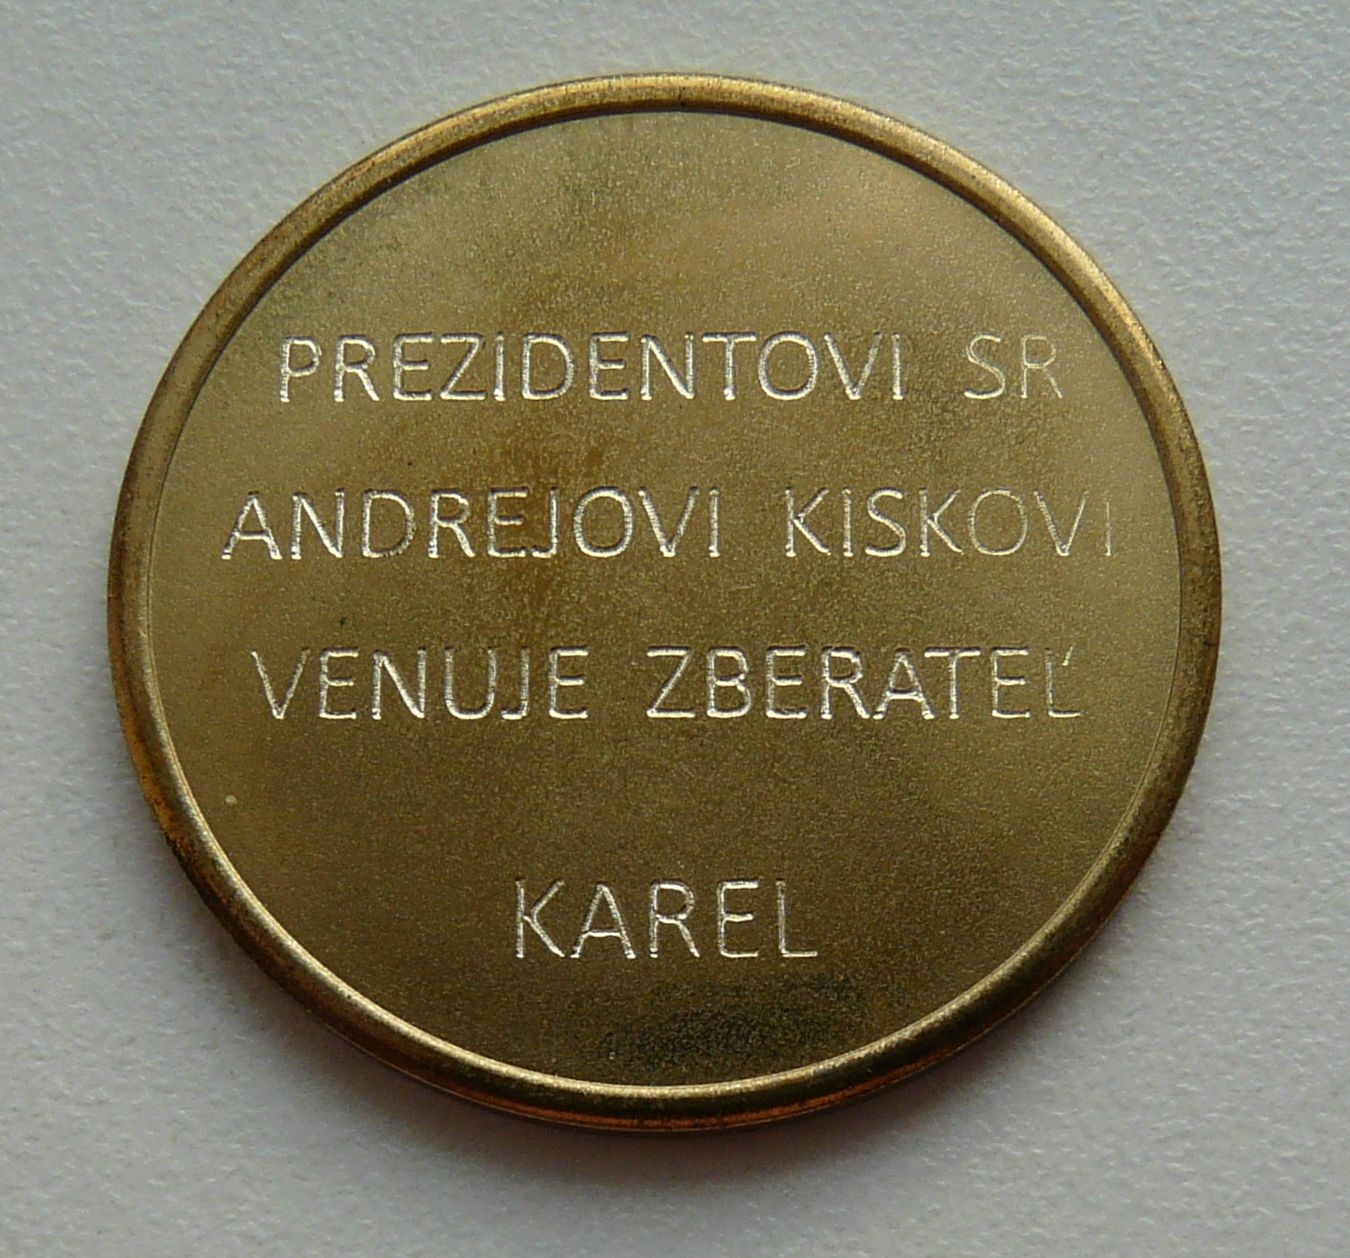 PREZIDENTOVI SR
ANDREJOVI KISKOVI
VENUJE ZBERATEĽ
KAREL